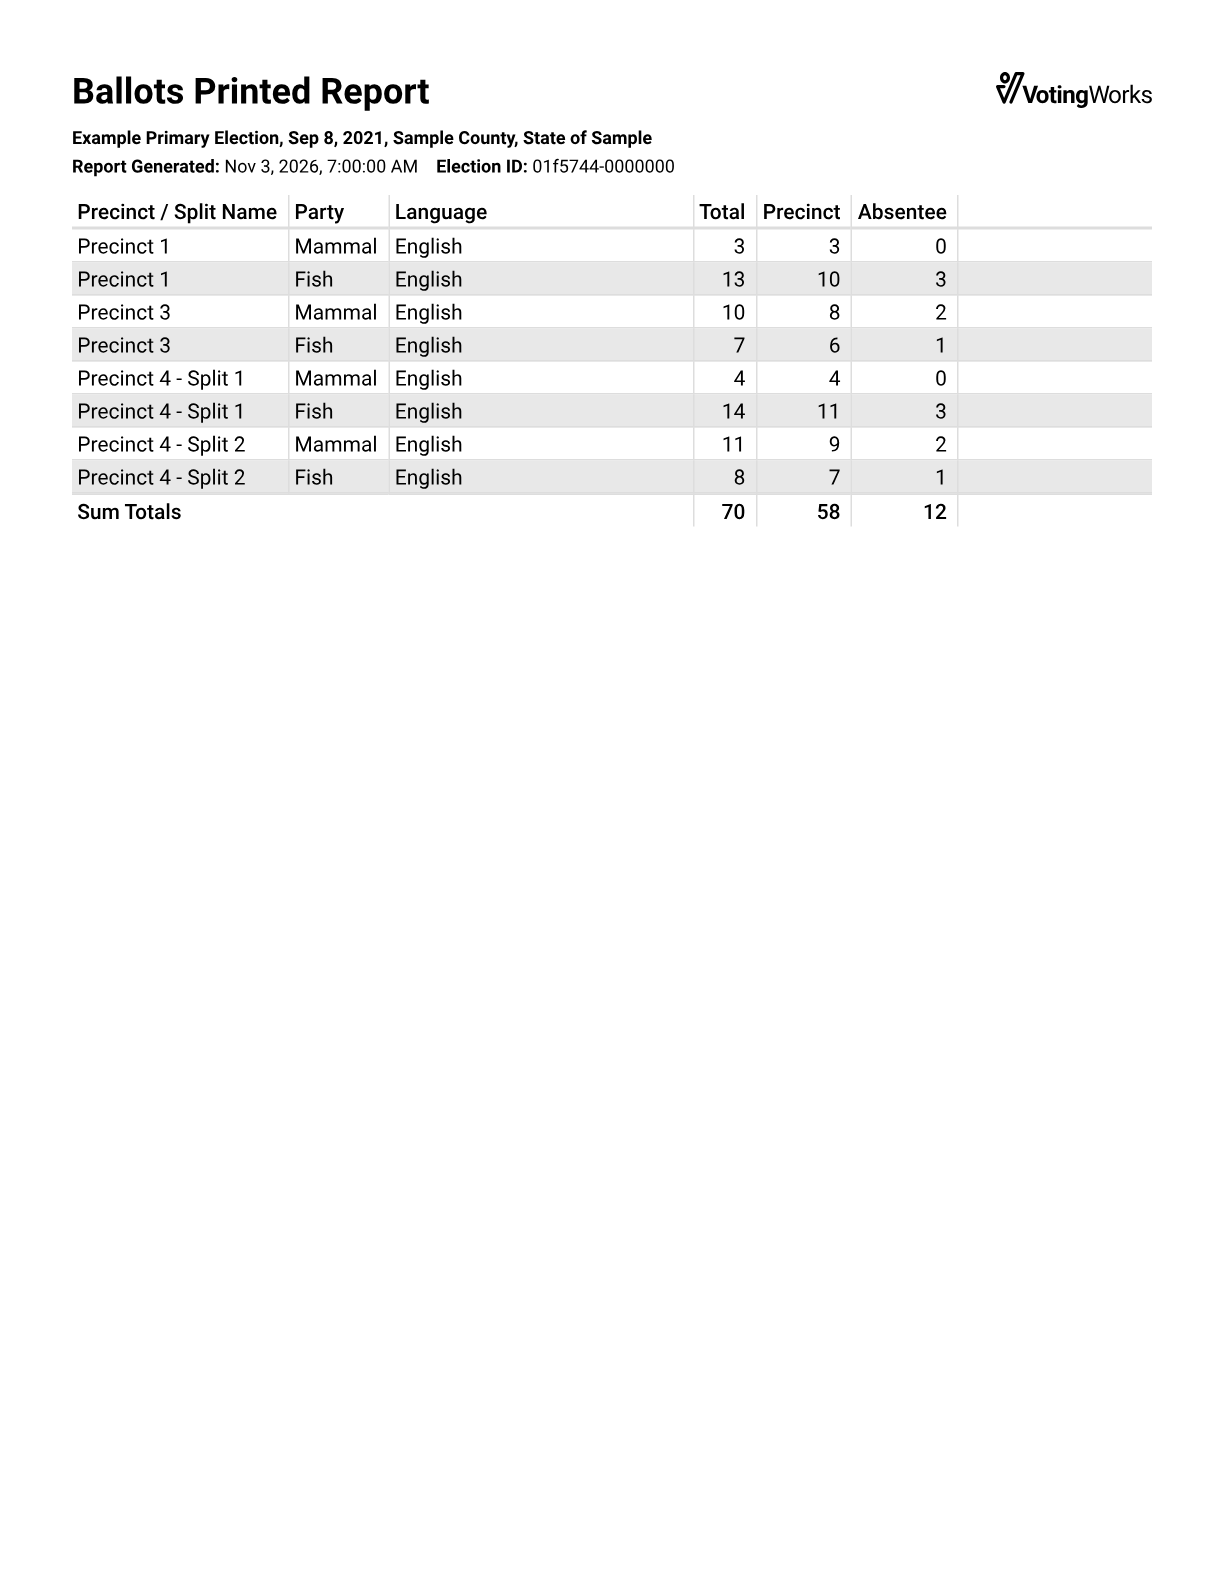 Ballots Printed Report
VotingWorks
Example Primary Election, Sep 8, 2021, Sample County, State of Sample
Report Generated: Nov 3, 2026, 7:00:00 AM Election ID: 01f5744-0000000
Precinct / Split Name Party Language Total Precinct Absentee
Precinct 1 Mammal English 3 3 0
Precinct 1 Fish English 13 10 3
Precinct 3 Mammal English 10 8 2
Precinct 3 Fish English 7 6 1
Precinct 4 - Split 1 Mammal English 4 4 0
Precinct 4 - Split 1 Fish English 14 11 3
Precinct 4 - Split 2 Mammal English 11 9 2
Precinct 4 - Split 2 Fish English 8 7 1
Sum Totals 70 58 12